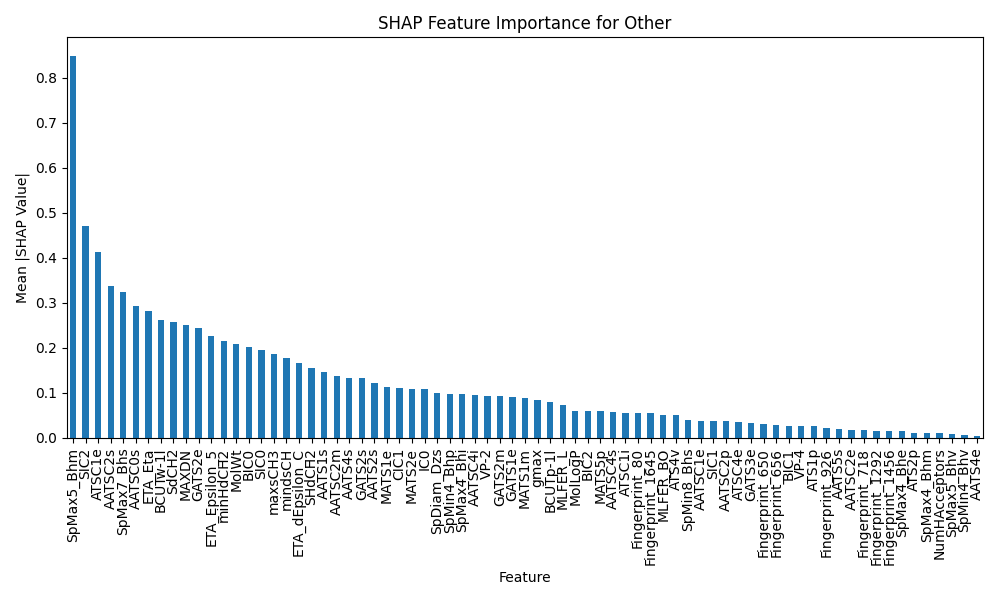 SHAP Feature Importance for Other
Mean |SHAP Value|
0.8
0.7
0.6
0.5
0.4
0.3
0.2
0.1
0.0
SpMax5_Bhm
SIC2
ATSC1e
AATSC2s
SpMax7_Bhs
AATSC0s
ETA_Eta
BCUTw-1l
SdCH2
MAXDN
GATS2e
ETA_Epsilon_5
minHdCH2
MolWt
BIC0
SIC0
maxsCH3
mindsCH
ETA_dEpsilon_C
SHdCH2
AATS1s
AATSC2m
AATS4s
GATS2s
AATS2s
MATS1e
CIC1
MATS2e
IC0
SpDiam_Dzs
SpMin4_Bhp
SpMax4_Bhi
AATSC4i
VP-2
GATS2m
GATS1e
MATS1m
gmax
BCUTp-1l
MLFER_L
MolLogP
BIC2
MATS5p
AATSC4s
ATSC1i
Fingerprint_80
Fingerprint_1645
MLFER_BO
ATS4v
SpMin8_Bhs
AATSC1i
SIC1
AATSC2p
ATSC4e
GATS3e
Fingerprint_650
Fingerprint_656
BIC1
VP-4
ATS1p
Fingerprint_926
AATS5s
AATSC2e
Fingerprint_718
Fingerprint_1292
Fingerprint_1456
SpMax4_Bhe
ATS2p
SpMax4_Bhm
NumHAcceptors
SpMax5_Bhv
SpMin4_Bhv
AATS4e
Feature